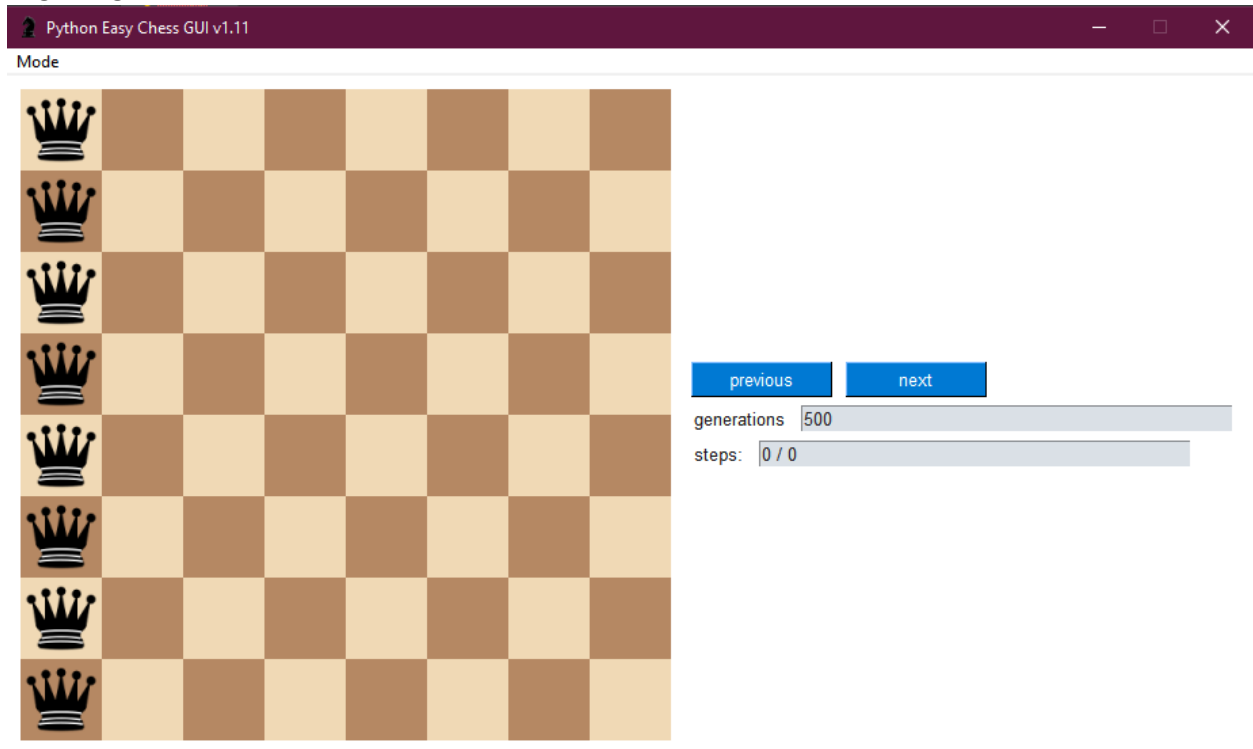 Python Easy Chess GUI v1.11
Mode
previous next
generations 500
steps: 0 / 0